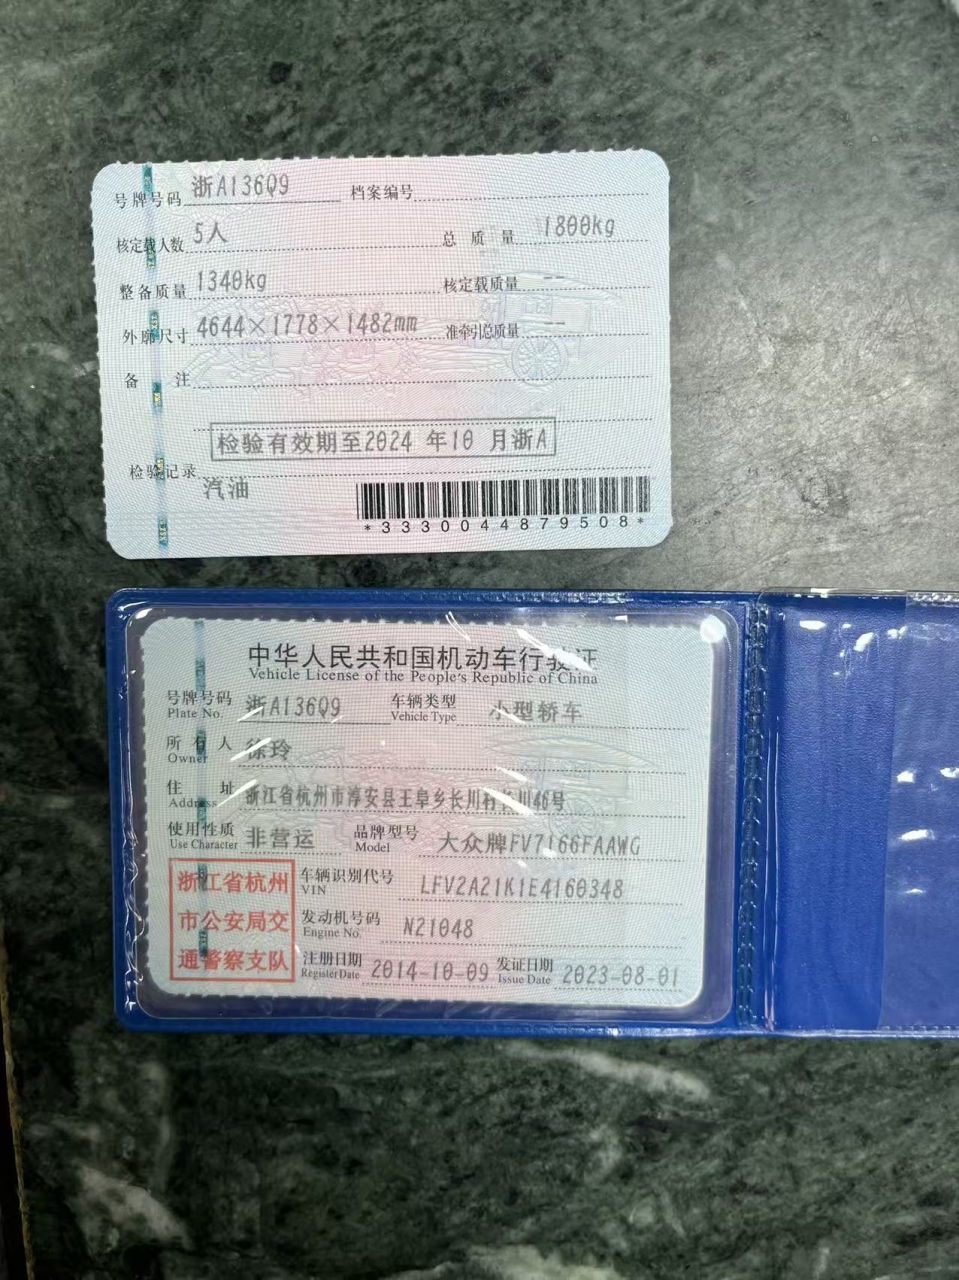 号牌号码 浙A136Q9 档案编号
核定载人数 5人 总质量 1800kg
整备质量 1340kg 核定载质量 --
外廓尺寸 4644×1778×1482mm 准牵引总质量 --
备注
检验有效期至2024年10月浙A
检验记录
汽油
*3330044879508*
中华人民共和国机动车行驶证
Vehicle License of the People's Republic of China
号牌号码 浙A136Q9 车辆类型 小型轿车
Plate No. Vehicle Type
所有人 徐玲
Owner
住址 浙江省杭州市淳安县王阜乡长川村长川46号
Address
使用性质 非营运 品牌型号 大众牌FV7166FAAWG
Use Character Model
浙江省杭州
市公安局交
通警察支队
车辆识别代号 LFV2A21K1E4160348
VIN
发动机号码 N21048
Engine No.
注册日期 2014-10-09 发证日期 2023-08-01
Register Date Issue Date